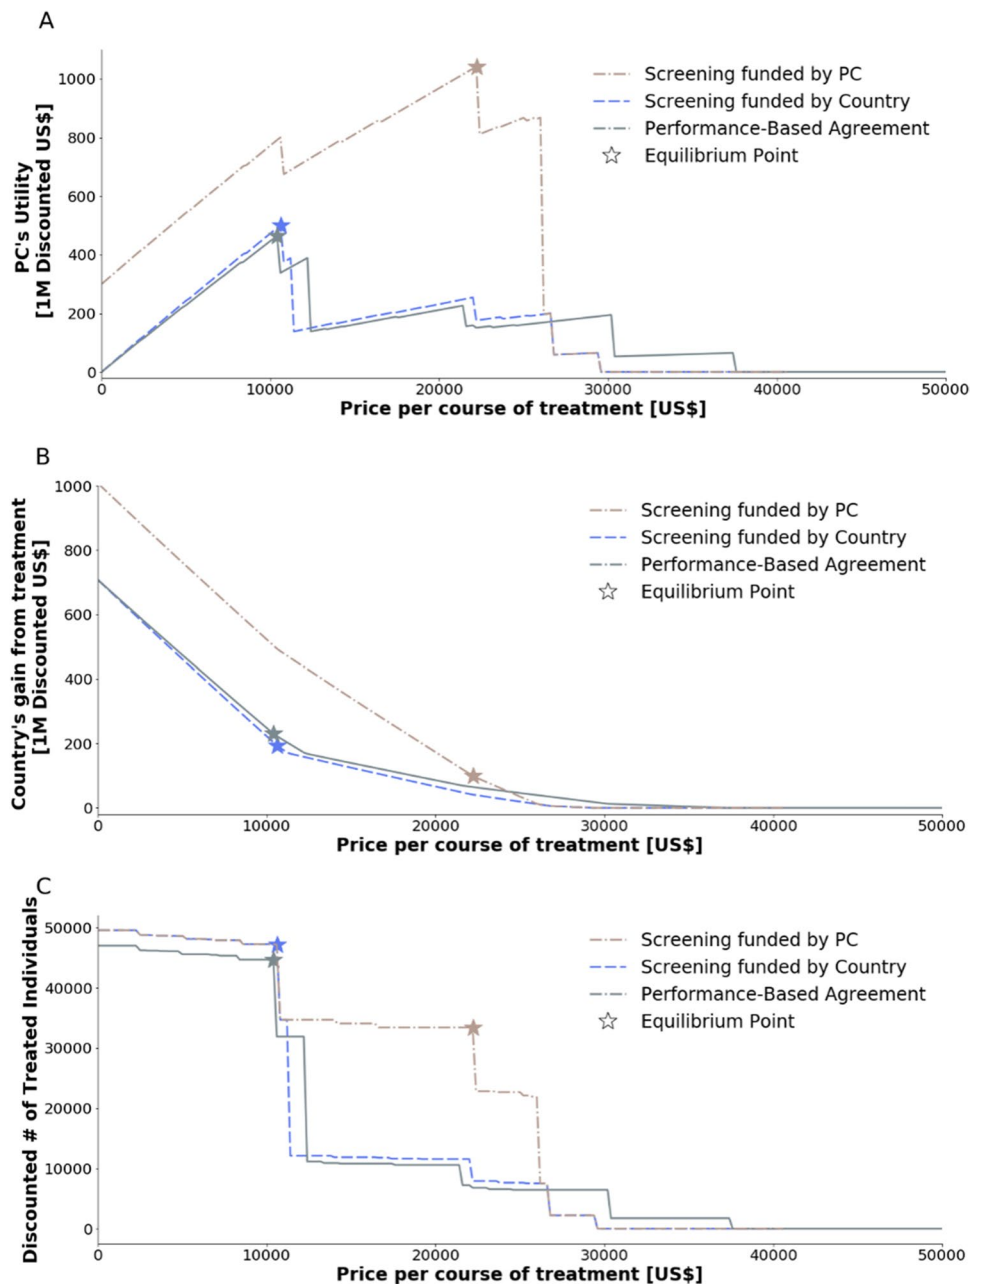 A
PC's Utility
[1M Discounted US$]
1000
800
600
400
200
0
Screening funded by PC
Screening funded by Country
Performance-Based Agreement
Equilibrium Point
0 10000 20000 30000 40000 50000
Price per course of treatment [US$]
B
Country's gain from treatment
[1M Discounted US$]
1000
800
600
400
200
0
Screening funded by PC
Screening funded by Country
Performance-Based Agreement
Equilibrium Point
0 10000 20000 30000 40000 50000
Price per course of treatment [US$]
C
Discounted # of Treated Individuals
50000
40000
30000
20000
10000
0
Screening funded by PC
Screening funded by Country
Performance-Based Agreement
Equilibrium Point
0 10000 20000 30000 40000 50000
Price per course of treatment [US$]